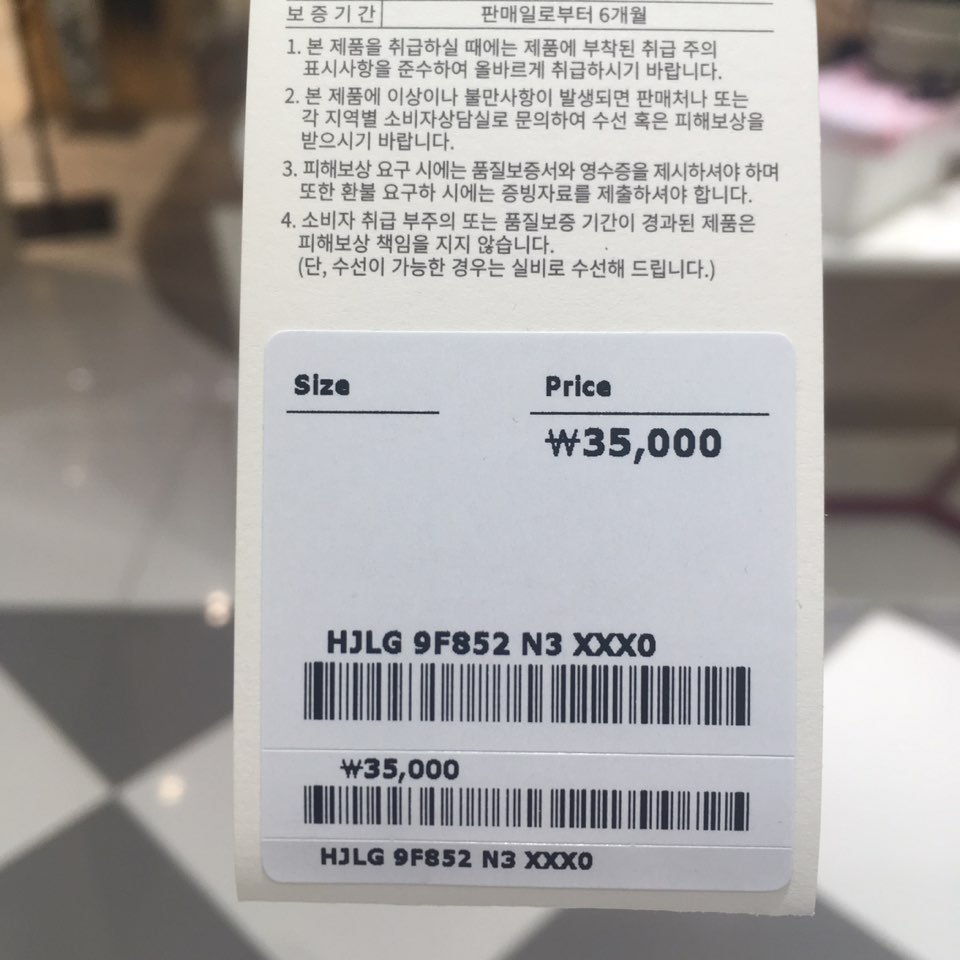 보증기간 판매일로부터 6개월
1. 본 제품을 취급하실 때에는 제품에 부착된 취급 주의
표시사항을 준수하여 올바르게 취급하시기 바랍니다.
2. 본 제품에 이상이나 불만사항이 발생되면 판매처나 또는
각 지역별 소비자상담실로 문의하여 수선 혹은 피해보상을
받으시기 바랍니다.
3. 피해보상 요구 시에는 품질보증서와 영수증을 제시하셔야 하며
또한 환불 요구하 시에는 증빙자료를 제출하셔야 합니다.
4. 소비자 취급 부주의 또는 품질보증 기간이 경과된 제품은
피해보상 책임을 지지 않습니다.
(단, 수선이 가능한 경우는 실비로 수선해 드립니다.)
Size Price
₩35,000
HJLG 9F852 N3 XXX0
₩35,000
HJLG 9F852 N3 XXX0